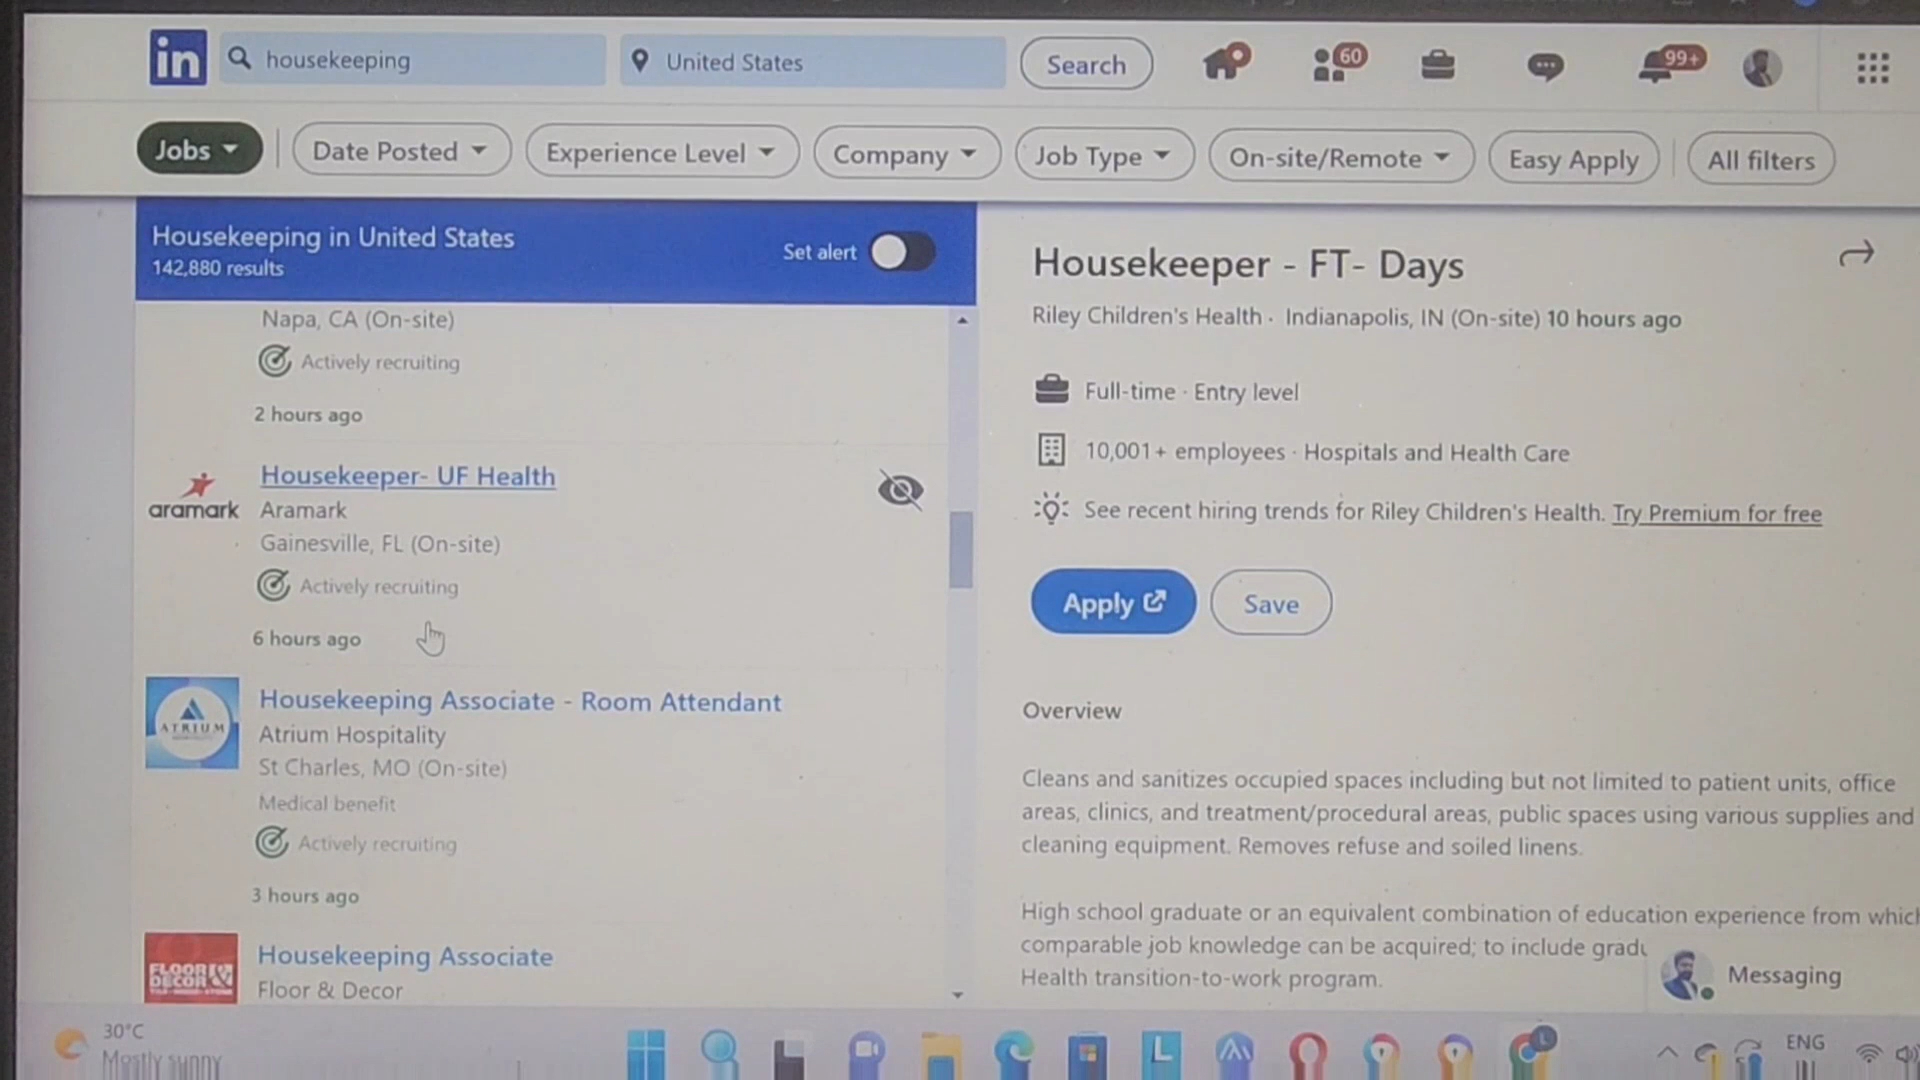 in housekeeping United States Search 60 99+
Jobs Date Posted Experience Level Company Job Type On-site/Remote Easy Apply All filters
Housekeeping in United States
142,880 results
Set alert
Napa, CA (On-site)
Actively recruiting
2 hours ago
aramark
Housekeeper- UF Health
Aramark
Gainesville, FL (On-site)
Actively recruiting
6 hours ago
ATRIUM
Housekeeping Associate - Room Attendant
Atrium Hospitality
St Charles, MO (On-site)
Medical benefit
Actively recruiting
3 hours ago
FLOOR &
DECOR
Housekeeping Associate
Floor & Decor
Housekeeper - FT- Days
Riley Children's Health · Indianapolis, IN (On-site) 10 hours ago
Full-time · Entry level
10,001+ employees · Hospitals and Health Care
See recent hiring trends for Riley Children's Health. Try Premium for free
Apply Save
Overview
Cleans and sanitizes occupied spaces including but not limited to patient units, office
areas, clinics, and treatment/procedural areas, public spaces using various supplies and
cleaning equipment. Removes refuse and soiled linens.
High school graduate or an equivalent combination of education experience from which
comparable job knowledge can be acquired; to include
Health transition-to-work program.
Messaging
30°C
Mostly sunny
L
L
ENG